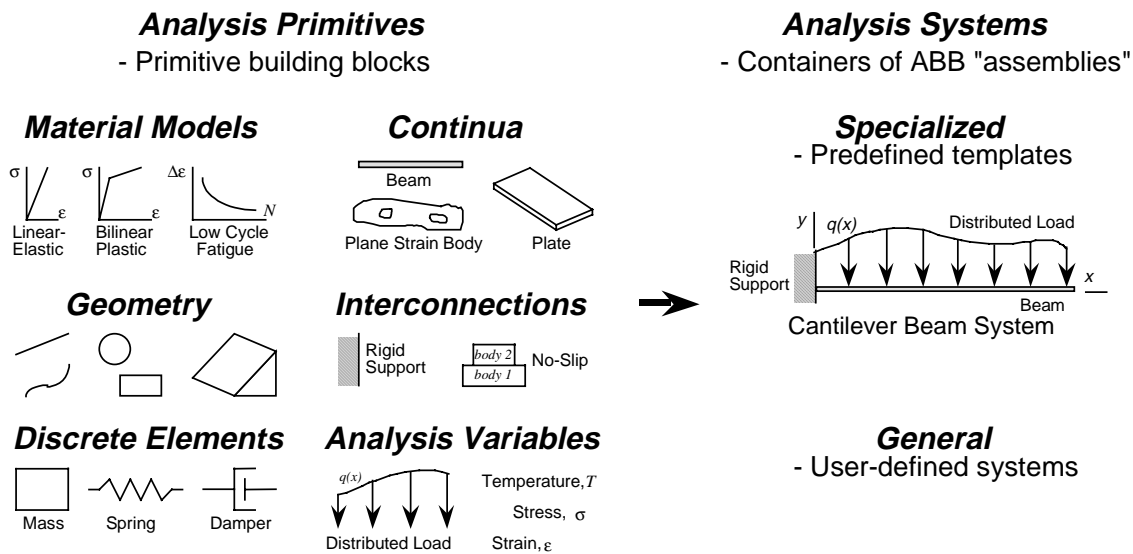 Analysis Primitives
- Primitive building blocks
Material Models
σ
ε
Linear-
Elastic
σ
ε
Bilinear
Plastic
Δε
N
Low Cycle
Fatigue
Continua
Beam
Plane Strain Body
Plate
Geometry
Interconnections
Rigid
Support
body 2
body 1
No-Slip
Discrete Elements
Mass
Spring
Damper
Analysis Variables
q(x)
Distributed Load
Temperature, T
Stress, σ
Strain, ε
Analysis Systems
- Containers of ABB "assemblies"
Specialized
- Predefined templates
y
q(x)
Distributed Load
Rigid
Support
x
Beam
Cantilever Beam System
General
- User-defined systems